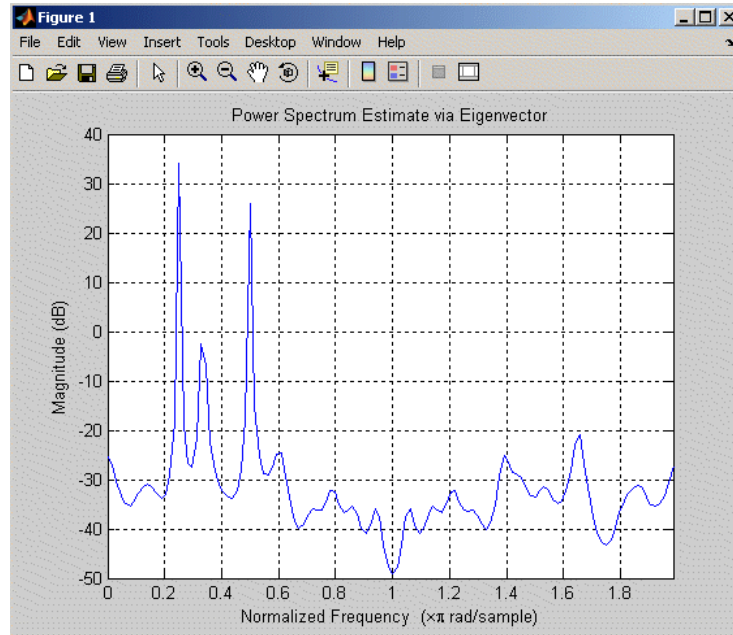 Figure 1
File Edit View Insert Tools Desktop Window Help
Power Spectrum Estimate via Eigenvector
40
30
20
10
0
-10
-20
-30
-40
-50
Magnitude (dB)
0 0.2 0.4 0.6 0.8 1 1.2 1.4 1.6 1.8
Normalized Frequency (×π rad/sample)